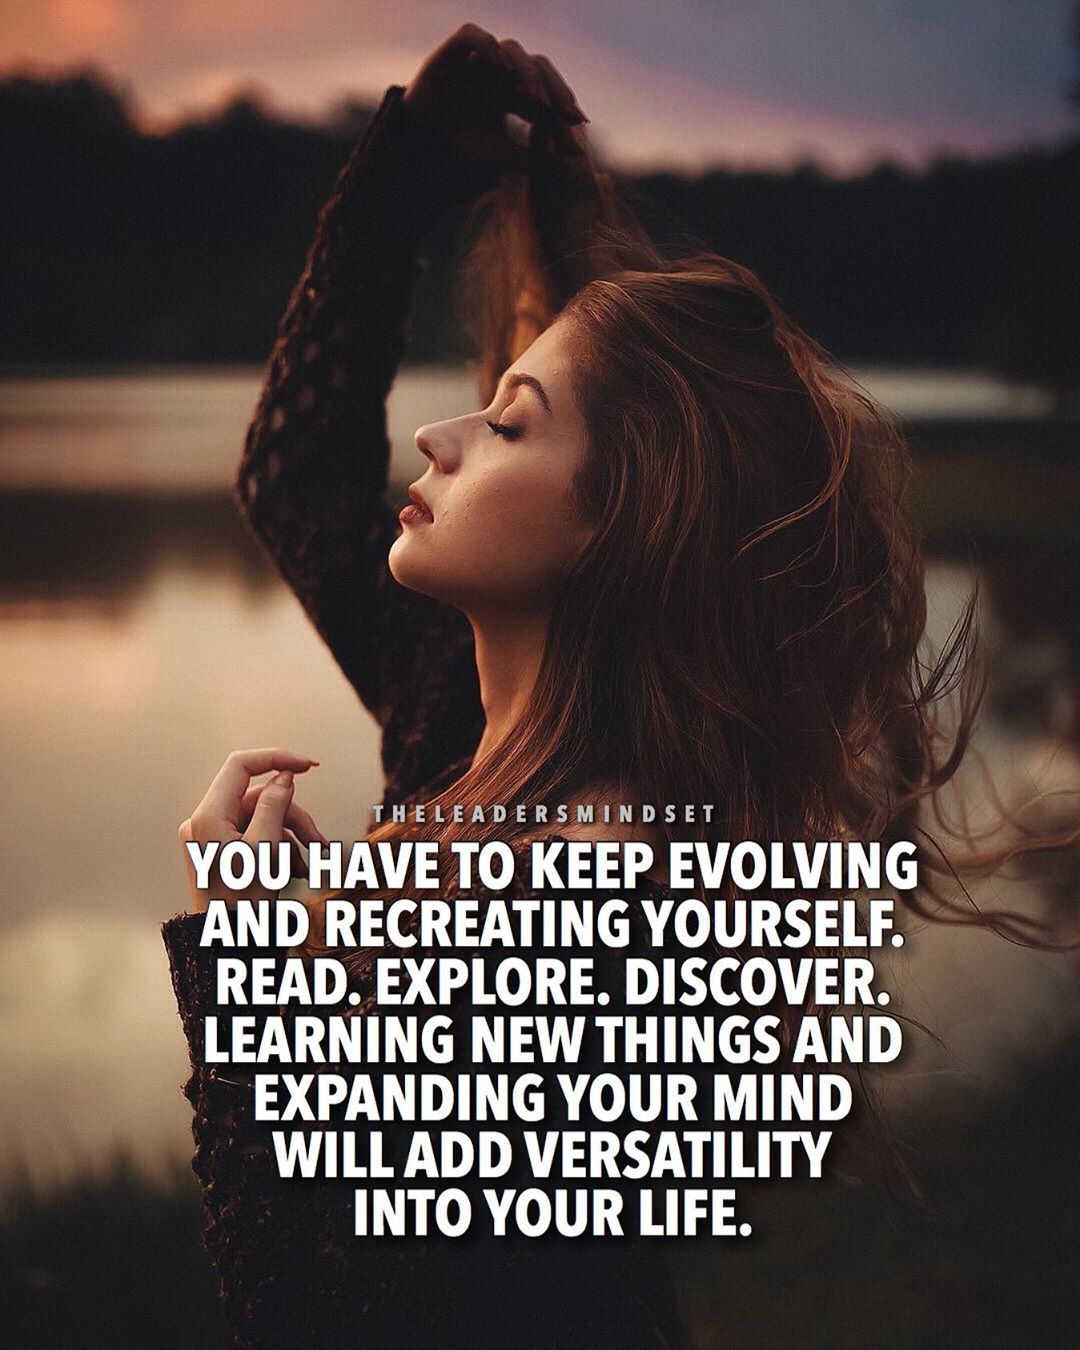 THELEADERSMINDSET
YOU HAVE TO KEEP EVOLVING
AND RECREATING YOURSELF.
READ. EXPLORE. DISCOVER.
LEARNING NEW THINGS AND
EXPANDING YOUR MIND
WILL ADD VERSATILITY
INTO YOUR LIFE.